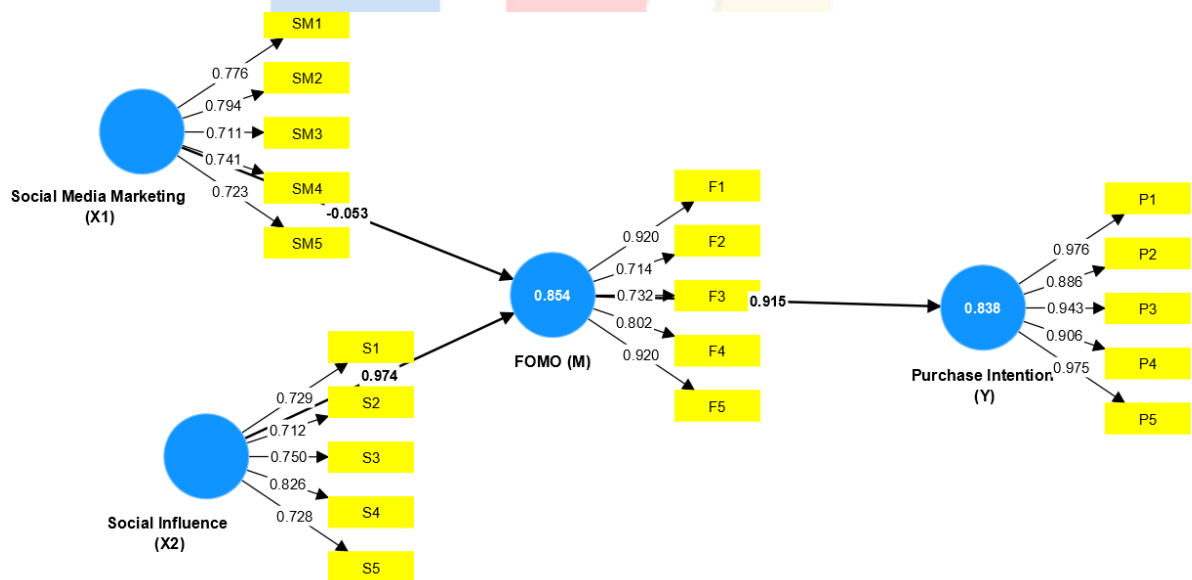 SM1
0.776
SM2
0.794
SM3
0.711
0.741
SM4
0.723
SM5
Social Media Marketing
(X1)
-0.053
S1
0.729
0.974
S2
0.712
S3
0.750
0.826
S4
0.728
S5
Social Influence
(X2)
0.854
FOMO (M)
F1
0.920
F2
0.714
F3
0.732
0.802
F4
0.920
F5
0.915
0.838
Purchase Intention
(Y)
P1
0.976
P2
0.886
P3
0.943
0.906
P4
0.975
P5